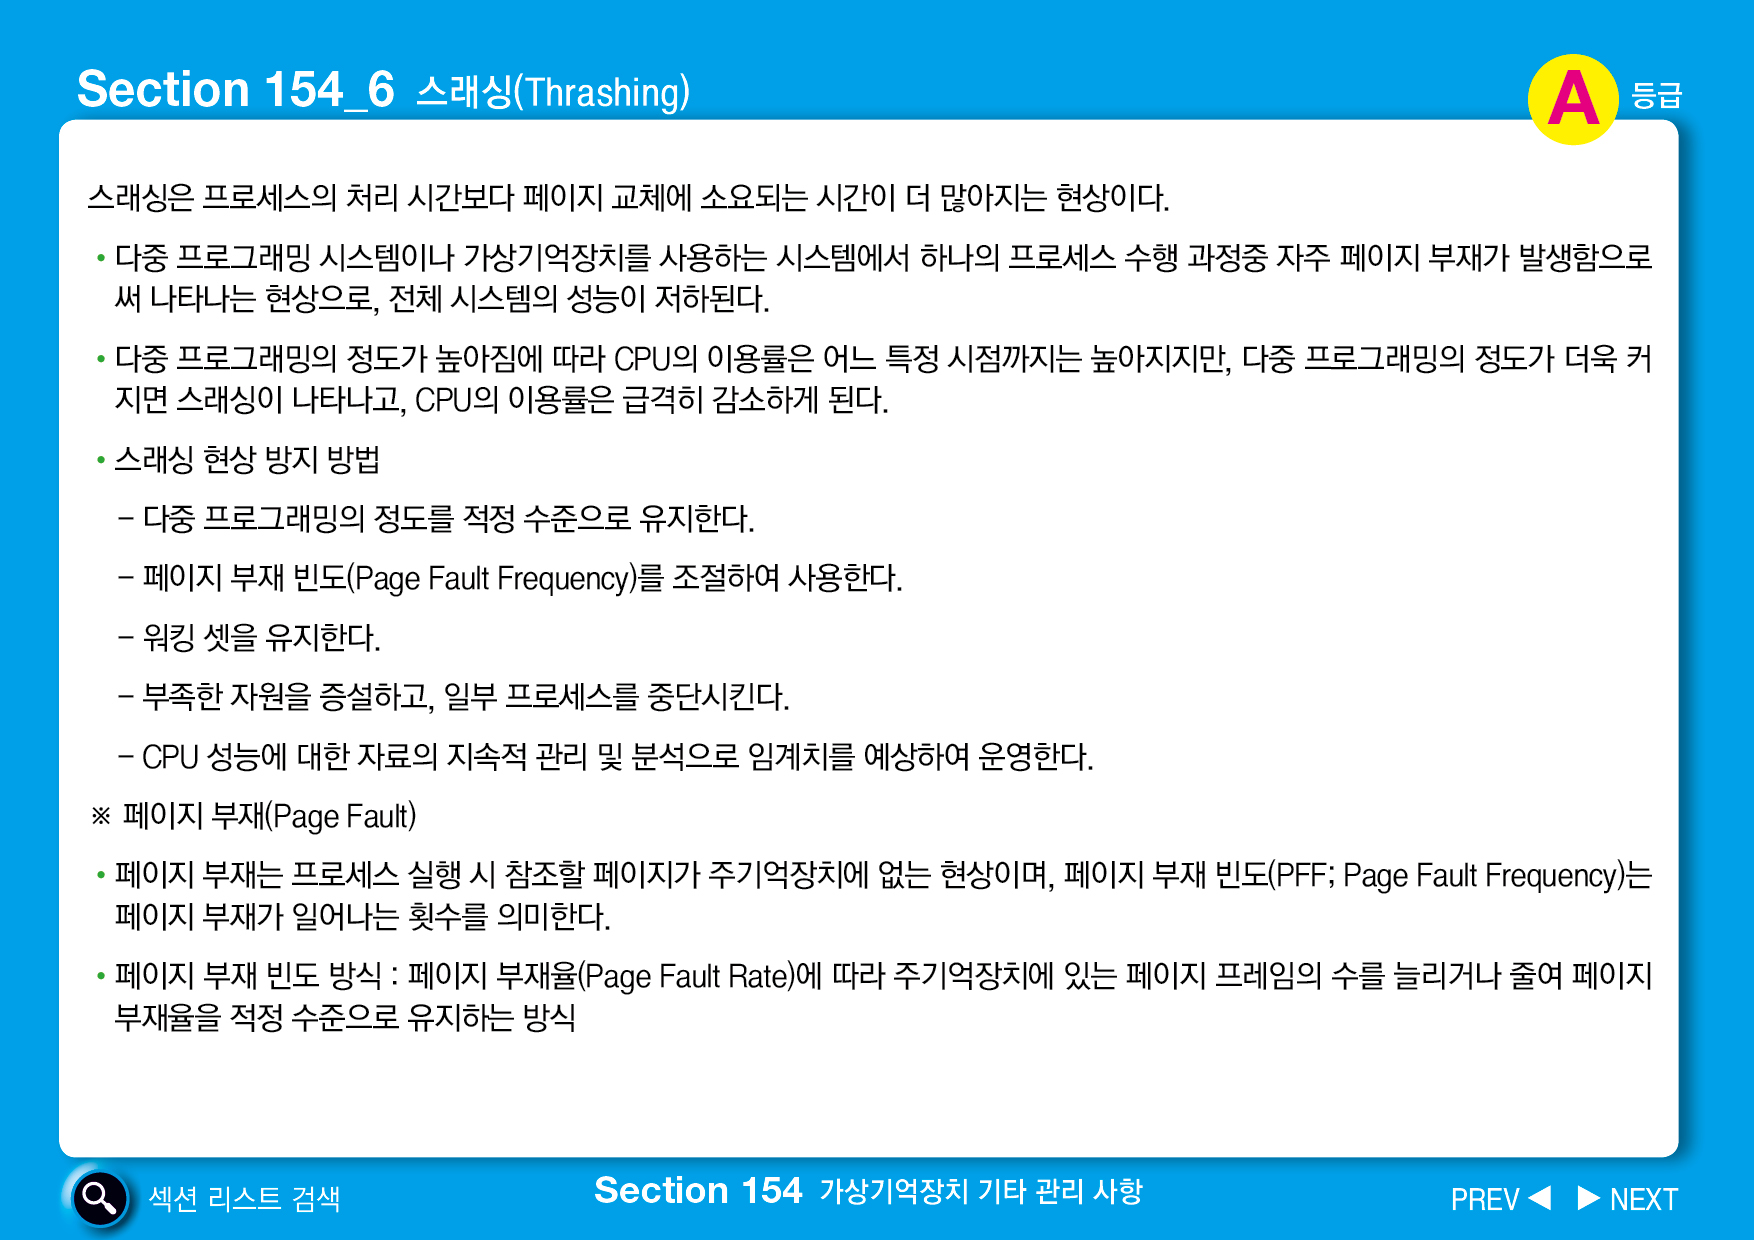 Section 154_6 스래싱(Thrashing)
A 등급
스래싱은 프로세스의 처리 시간보다 페이지 교체에 소요되는 시간이 더 많아지는 현상이다.
• 다중 프로그래밍 시스템이나 가상기억장치를 사용하는 시스템에서 하나의 프로세스 수행 과정중 자주 페이지 부재가 발생함으로
써 나타나는 현상으로, 전체 시스템의 성능이 저하된다.
• 다중 프로그래밍의 정도가 높아짐에 따라 CPU의 이용률은 어느 특정 시점까지는 높아지지만, 다중 프로그래밍의 정도가 더욱 커
지면 스래싱이 나타나고, CPU의 이용률은 급격히 감소하게 된다.
• 스래싱 현상 방지 방법
– 다중 프로그래밍의 정도를 적정 수준으로 유지한다.
– 페이지 부재 빈도(Page Fault Frequency)를 조절하여 사용한다.
– 워킹 셋을 유지한다.
– 부족한 자원을 증설하고, 일부 프로세스를 중단시킨다.
– CPU 성능에 대한 자료의 지속적 관리 및 분석으로 임계치를 예상하여 운영한다.
※ 페이지 부재(Page Fault)
• 페이지 부재는 프로세스 실행 시 참조할 페이지가 주기억장치에 없는 현상이며, 페이지 부재 빈도(PFF; Page Fault Frequency)는
페이지 부재가 일어나는 횟수를 의미한다.
• 페이지 부재 빈도 방식 : 페이지 부재율(Page Fault Rate)에 따라 주기억장치에 있는 페이지 프레임의 수를 늘리거나 줄여 페이지
부재율을 적정 수준으로 유지하는 방식
섹션 리스트 검색
Section 154 가상기억장치 기타 관리 사항
PREV ◀ ▶ NEXT